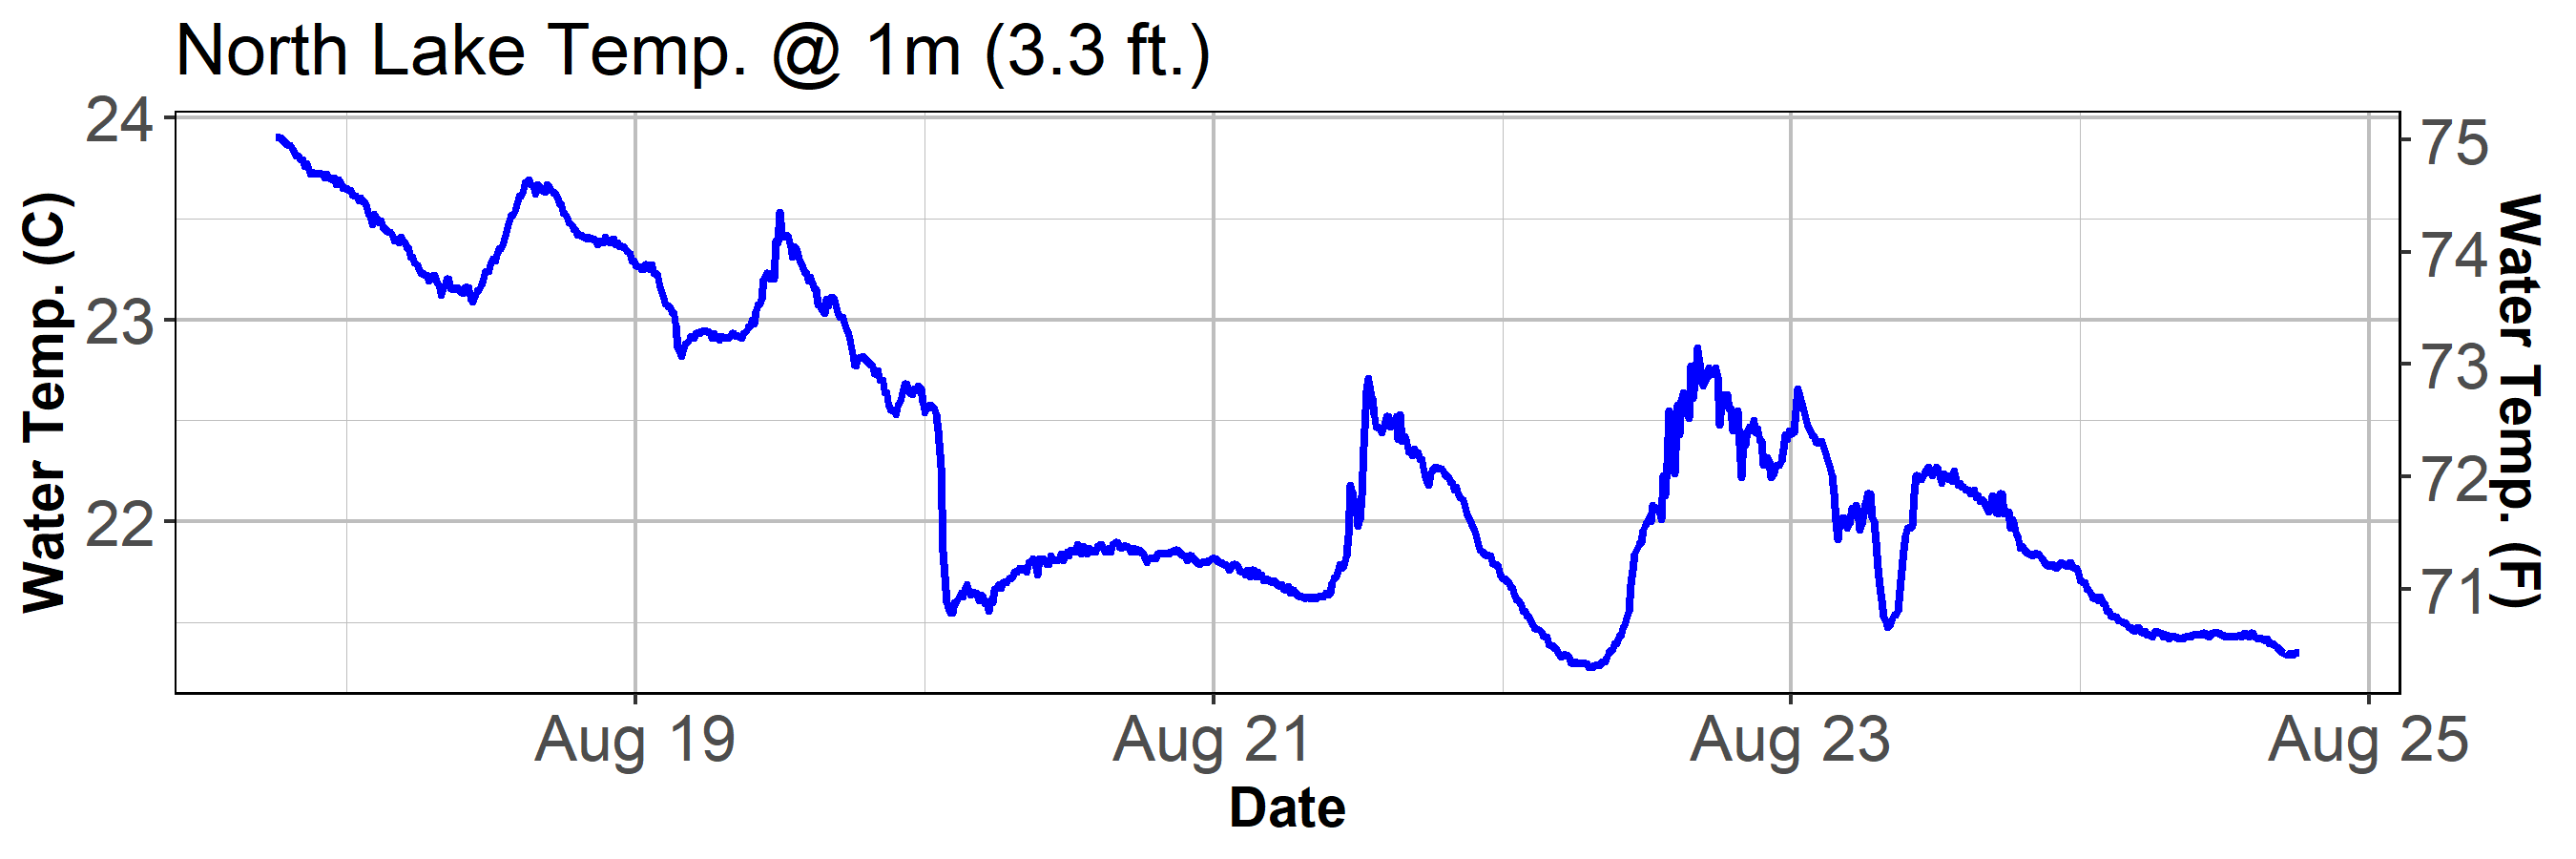 North Lake Temp. @ 1m (3.3 ft.)
Water Temp. (C)
24
23
22
75
74
73
72
71
Water Temp. (F)
Aug 19
Aug 21
Aug 23
Aug 25
Date